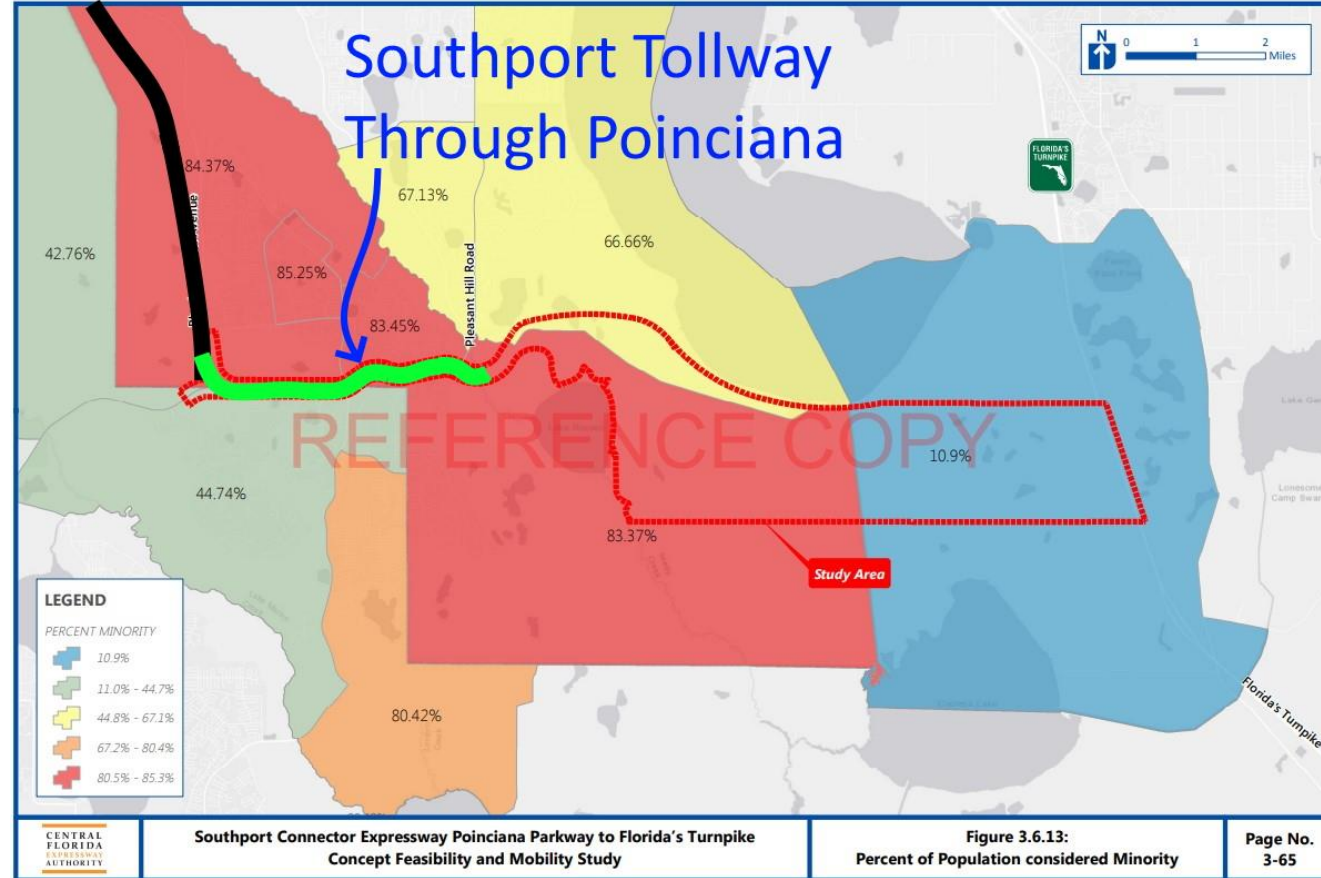 Southport Tollway
Through Poinciana
N
0 1 2
Miles
FLORIDA'S
TURNPIKE
84.37%
67.13%
42.76%
66.66%
85.25%
Pleasant Hill Road
83.45%
REFERENCE COPY
10.9%
44.74%
83.37%
Study Area
80.42%
Florida's Turnpike
LEGEND
PERCENT MINORITY
10.9%
11.0% - 44.7%
44.8% - 67.1%
67.2% - 80.4%
80.5% - 85.3%
CENTRAL
FLORIDA
EXPRESSWAY
AUTHORITY
Southport Connector Expressway Poinciana Parkway to Florida's Turnpike
Concept Feasibility and Mobility Study
Figure 3.6.13:
Percent of Population considered Minority
Page No.
3-65